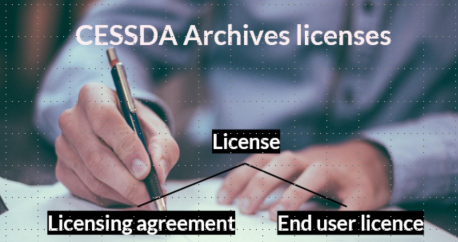 CESSDA Archives licenses
License
Licensing agreement
End user licence